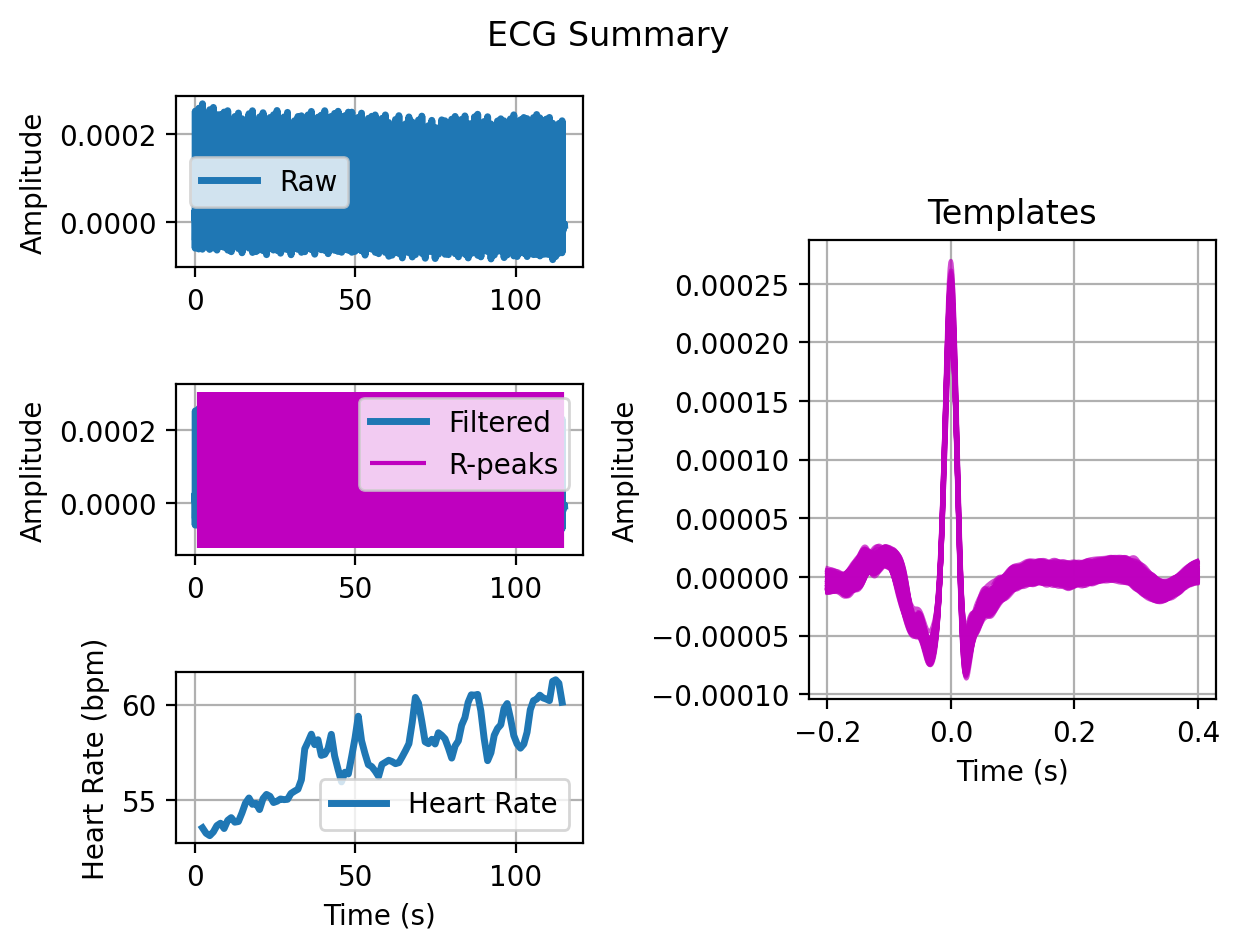 ECG Summary
Amplitude
0.0002
0.0000
Raw
0
50
100
Amplitude
0.0002
0.0000
Filtered
R-peaks
0
50
100
Heart Rate (bpm)
60
55
Heart Rate
0
50
100
Time (s)
Templates
Amplitude
0.00025
0.00020
0.00015
0.00010
0.00005
0.00000
−0.00005
−0.00010
−0.2
0.0
0.2
0.4
Time (s)